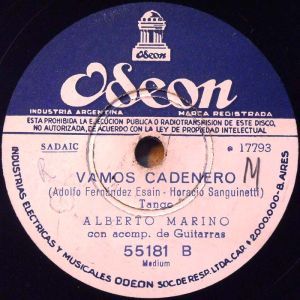 Odeon
Odeon
INDUSTRIA ARGENTINA
MARCA REGISTRADA
ESTA PROHIBIDA LA EJECUCION PUBLICA O RADIOTRANSMISION DE ESTE DISCO,
NO AUTORIZADA, DE ACUERDO CON LA LEY DE PROPIEDAD INTELECTUAL
SADAIC
e 17793
VAMOS CADENERO
M
(Adolfo Fernández Esain - Horacio Sanguinetti)
Tango
ALBERTO MARINO
con acomp. de Guitarras
55181 B
Medium
INDUSTRIAS ELECTRICAS Y MUSICALES ODEON SOC. DE RESP. LTDA. CAP. $ 2.000.000 - B. AIRES